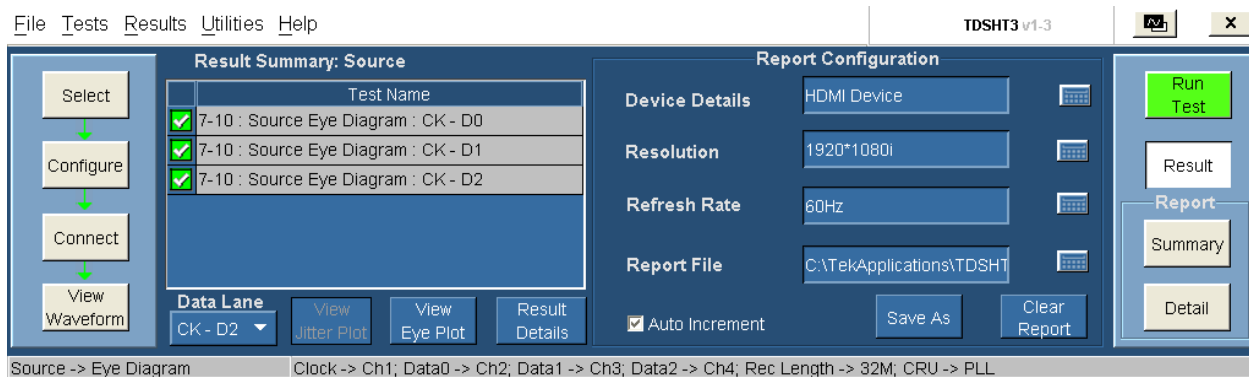 File Tests Results Utilities Help
TDSHT3 v1-3
x
Select
Configure
Connect
View
Waveform
Result Summary: Source
Test Name
7-10 : Source Eye Diagram : CK - D0
7-10 : Source Eye Diagram : CK - D1
7-10 : Source Eye Diagram : CK - D2
Data Lane
CK - D2
View
Jitter Plot
View
Eye Plot
Result
Details
Report Configuration
Device Details
HDMI Device
Resolution
1920*1080i
Refresh Rate
60Hz
Report File
C:\TekApplications\TDSHT
Auto Increment
Save As
Clear
Report
Run
Test
Result
Report
Summary
Detail
Source -> Eye Diagram
Clock -> Ch1; Data0 -> Ch2; Data1 -> Ch3; Data2 -> Ch4; Rec Length -> 32M; CRU -> PLL